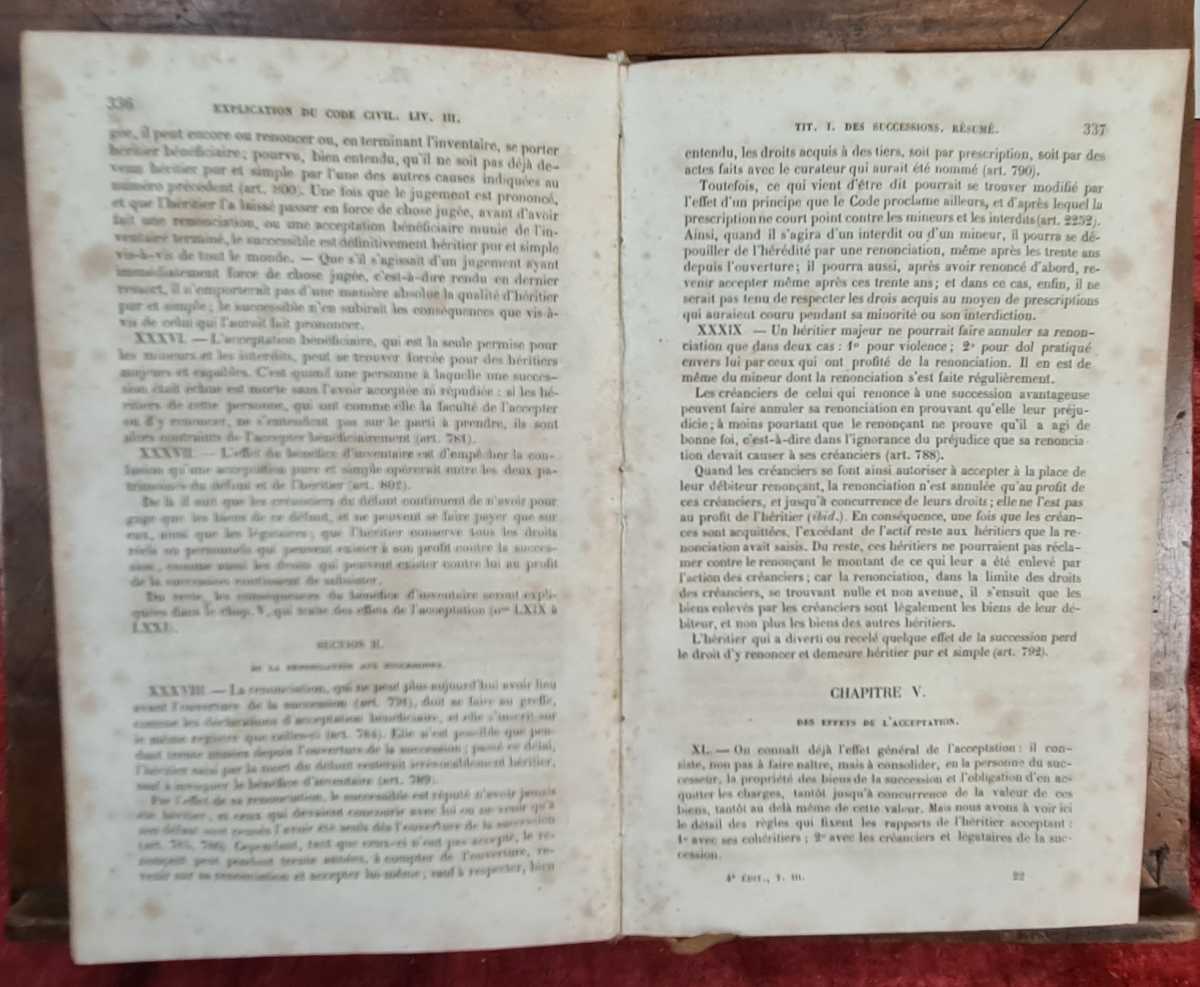 336
EXPLICATION DU CODE CIVIL. LIV. III.
gée, il peut encore ou renoncer ou, en terminant l'inventaire, se porter
héritier bénéficiaire; pourvu, bien entendu, qu'il ne soit pas déjà de-
venu héritier pur et simple par l'une des autres causes indiquées au
numéro précédent (art. 800). Une fois que le jugement est prononcé,
et que l'héritier l'a laissé passer en force de chose jugée, avant d'avoir
fait une renonciation, ou une acceptation bénéficiaire munie de l'in-
ventaire terminé, le successible est définitivement héritier pur et simple
vis-à-vis de tout le monde. — Que s'il s'agissait d'un jugement ayant
immédiatement force de chose jugée, c'est-à-dire rendu en dernier
ressort, il n'emporterait pas d'une manière absolue la qualité d'héritier
pur et simple; le successible n'en subirait les conséquences que vis-à-
vis de celui qui l'aurait fait prononcer.
XXXVI. — L'acceptation bénéficiaire, qui est la seule permise pour
les mineurs et les interdits, peut se trouver forcée pour des héritiers
majeurs et capables. C'est quand une personne à laquelle une succes-
sion était échue est morte sans l'avoir acceptée ni répudiée : si les hé-
ritiers de cette personne, qui ont comme elle la faculté de l'accepter
ou d'y renoncer, ne s'entendent pas sur le parti à prendre, ils sont
alors contraints de l'accepter bénéficiairement (art. 781).
XXXVII. — L'effet du bénéfice d'inventaire est d'empêcher la con-
fusion qu'une acceptation pure et simple opérerait entre les deux pa-
trimoines du défunt et de l'héritier (art. 802).
De là il suit que les créanciers du défunt continuent de n'avoir pour
gage que les biens de ce défunt, et ne peuvent se faire payer que sur
eux, ainsi que les légataires; que l'héritier conserve tous les droits
réels ou personnels qui peuvent exister à son profit contre la succes-
sion, comme aussi les droits qui peuvent exister contre lui au profit
de la succession continuent de subsister.
Du reste, les conséquences du bénéfice d'inventaire seront expli-
quées dans le chap. V, qui traite des effets de l'acceptation (nos LXIX à
LXXI).
SECTION II.
DE LA RENONCIATION AUX SUCCESSIONS.
XXXVIII. — La renonciation, qui ne peut plus aujourd'hui avoir lieu
avant l'ouverture de la succession (art. 791), doit se faire au greffe,
comme les déclarations d'acceptation bénéficiaire, et elle s'inscrit sur
le même registre que celles-ci (art. 784). Elle n'est possible que pen-
dant trente années depuis l'ouverture de la succession; passé ce délai,
l'héritier saisi par la mort du défunt resterait irrévocablement héritier,
sauf à invoquer le bénéfice d'inventaire (art. 789).
Par l'effet de sa renonciation, le successible est réputé n'avoir jamais
été héritier, et ceux qui devaient concourir avec lui ou ne venir qu'à
son défaut sont censés l'avoir été seuls dès l'ouverture de la succession
(art. 785, 786). Cependant, tant que ceux-ci n'ont pas accepté, le re-
nonçant peut pendant trente années, à compter de l'ouverture, re-
venir sur sa renonciation et accepter lui-même; sauf à respecter, bien
TIT. I. DES SUCCESSIONS. RÉSUMÉ.
337
entendu, les droits acquis à des tiers, soit par prescription, soit par des
actes faits avec le curateur qui aurait été nommé (art. 790).
Toutefois, ce qui vient d'être dit pourrait se trouver modifié par
l'effet d'un principe que le Code proclame ailleurs, et d'après lequel la
prescription ne court point contre les mineurs et les interdits (art. 2252).
Ainsi, quand il s'agira d'un interdit ou d'un mineur, il pourra se dé-
pouiller de l'hérédité par une renonciation, même après les trente ans
depuis l'ouverture; il pourra aussi, après avoir renoncé d'abord, re-
venir accepter même après ces trente ans; et dans ce cas, enfin, il ne
serait pas tenu de respecter les drois acquis au moyen de prescriptions
qui auraient couru pendant sa minorité ou son interdiction.
XXXIX — Un héritier majeur ne pourrait faire annuler sa renon-
ciation que dans deux cas : 1° pour violence; 2° pour dol pratiqué
envers lui par ceux qui ont profité de la renonciation. Il en est de
même du mineur dont la renonciation s'est faite régulièrement.
Les créanciers de celui qui renonce à une succession avantageuse
peuvent faire annuler sa renonciation en prouvant qu'elle leur préju-
dicie; à moins pourtant que le renonçant ne prouve qu'il a agi de
bonne foi, c'est-à-dire dans l'ignorance du préjudice que sa renoncia
tion devait causer à ses créanciers (art. 788).
Quand les créanciers se font ainsi autoriser à accepter à la place de
leur débiteur renonçant, la renonciation n'est annulée qu'au profit de
ces créanciers, et jusqu'à concurrence de leurs droits; elle ne l'est pas
au profit de l'héritier (ibid.). En conséquence, une fois que les créan-
ces sont acquittées, l'excédant de l'actif reste aux héritiers que la re-
nonciation avait saisis. Du reste, ces héritiers ne pourraient pas récla-
mer contre le renonçant le montant de ce qui leur a été enlevé par
l'action des créanciers; car la renonciation, dans la limite des droits
des créanciers, se trouvant nulle et non avenue, il s'ensuit que les
biens enlevés par les créanciers sont légalement les biens de leur dé-
biteur, et non plus les biens des autres héritiers.
L'héritier qui a diverti ou recelé quelque effet de la succession perd
le droit d'y renoncer et demeure héritier pur et simple (art. 792).
CHAPITRE V.
DES EFFETS DE L'ACCEPTATION.
XL. — On connaît déjà l'effet général de l'acceptation : il con-
siste, non pas à faire naître, mais à consolider, en la personne du suc-
cesseur, la propriété des biens de la succession et l'obligation d'en ac-
quitter les charges, tantôt jusqu'à concurrence de la valeur de ces
biens, tantôt au delà même de cette valeur. Mais nous avons à voir ici
le détail des règles qui fixent les rapports de l'héritier acceptant :
1° avec ses cohéritiers; 2° avec les créanciers et légataires de la suc-
cession.
4e ÉDIT., T. III.
22